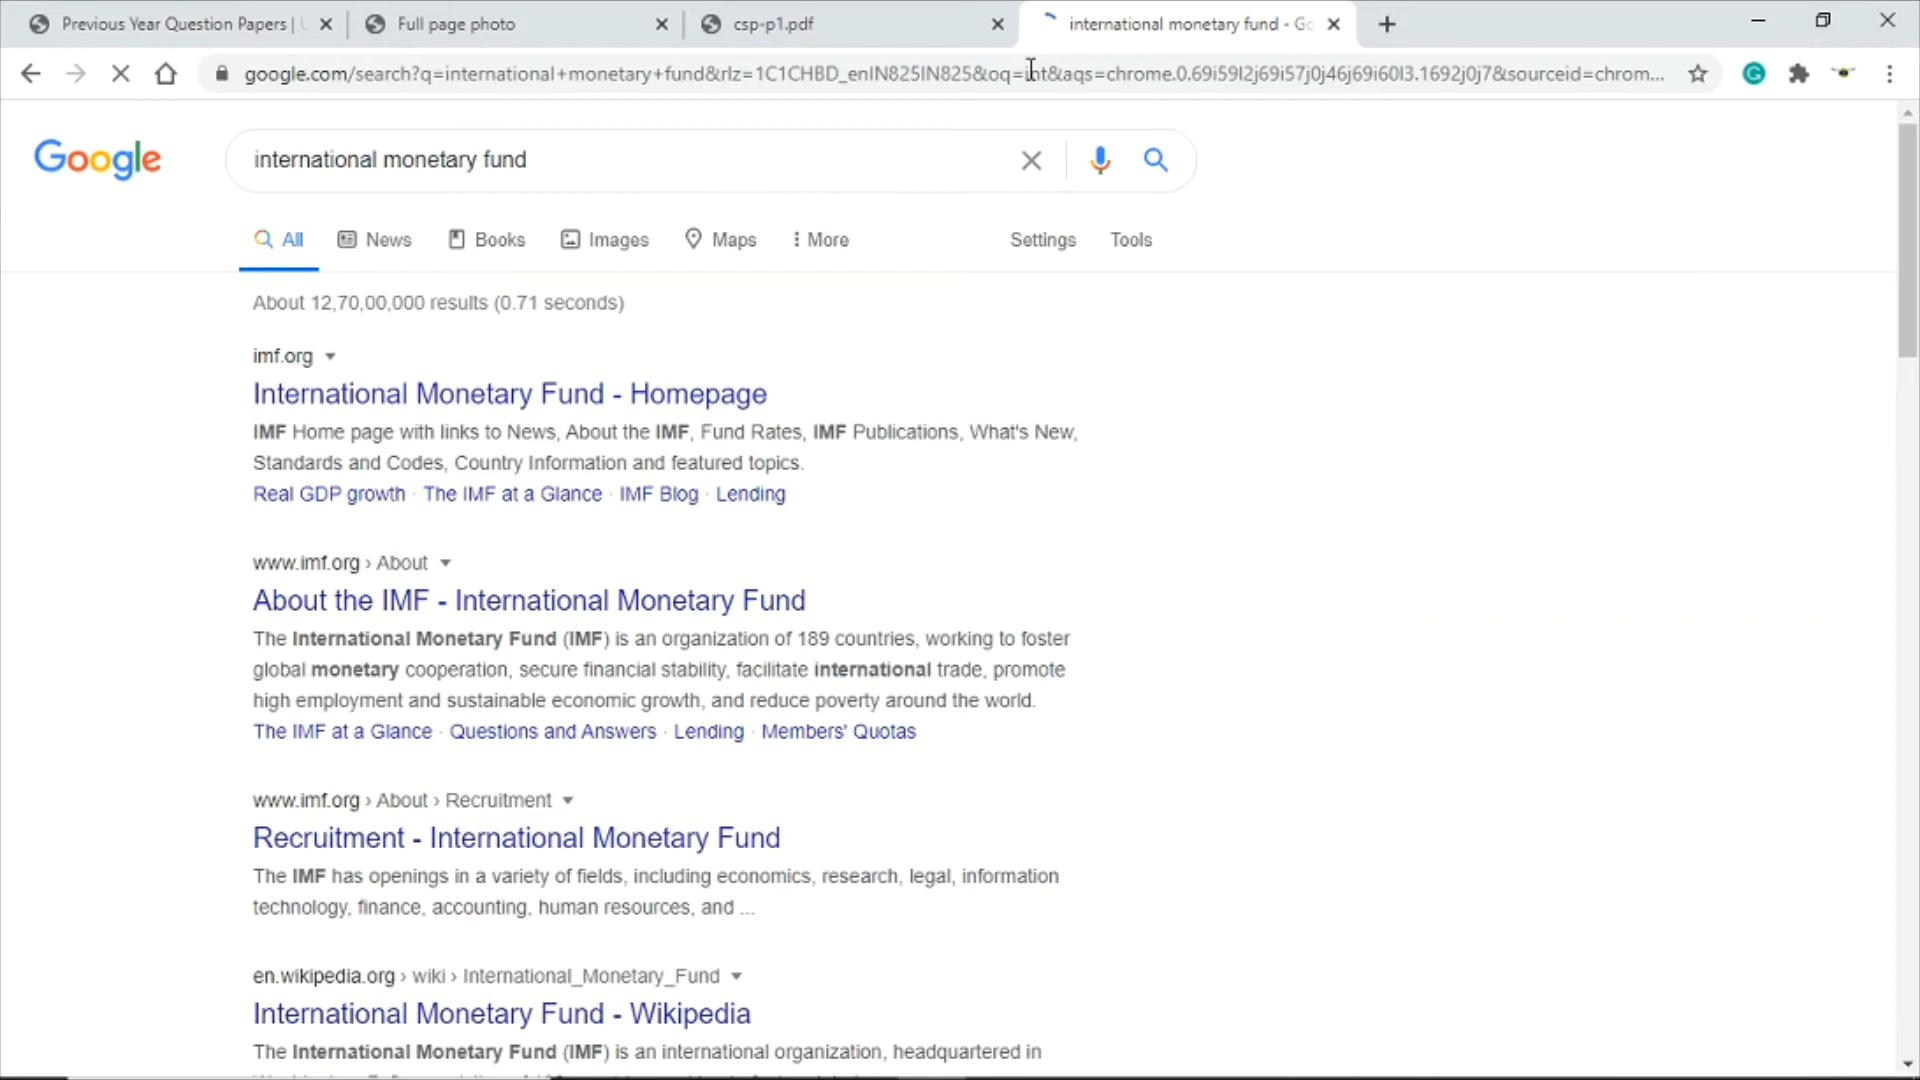 Previous Year Question Papers | U
Full page photo
csp-p1.pdf
international monetary fund - Go
google.com/search?q=international+monetary+fund&rlz=1C1CHBD_enIN825IN825&oq=int&aqs=chrome.0.69i59l2j69i57j0j46j69i60l3.1692j0j7&sourceid=chrom...
Google
international monetary fund
All
News
Books
Images
Maps
More
Settings
Tools
About 12,70,00,000 results (0.71 seconds)
imf.org
International Monetary Fund - Homepage
IMF Home page with links to News, About the IMF, Fund Rates, IMF Publications, What's New,
Standards and Codes, Country Information and featured topics.
Real GDP growth · The IMF at a Glance · IMF Blog · Lending
www.imf.org › About
About the IMF - International Monetary Fund
The International Monetary Fund (IMF) is an organization of 189 countries, working to foster
global monetary cooperation, secure financial stability, facilitate international trade, promote
high employment and sustainable economic growth, and reduce poverty around the world.
The IMF at a Glance · Questions and Answers · Lending · Members' Quotas
www.imf.org › About › Recruitment
Recruitment - International Monetary Fund
The IMF has openings in a variety of fields, including economics, research, legal, information
technology, finance, accounting, human resources, and ...
en.wikipedia.org › wiki › International_Monetary_Fund
International Monetary Fund - Wikipedia
The International Monetary Fund (IMF) is an international organization, headquartered in